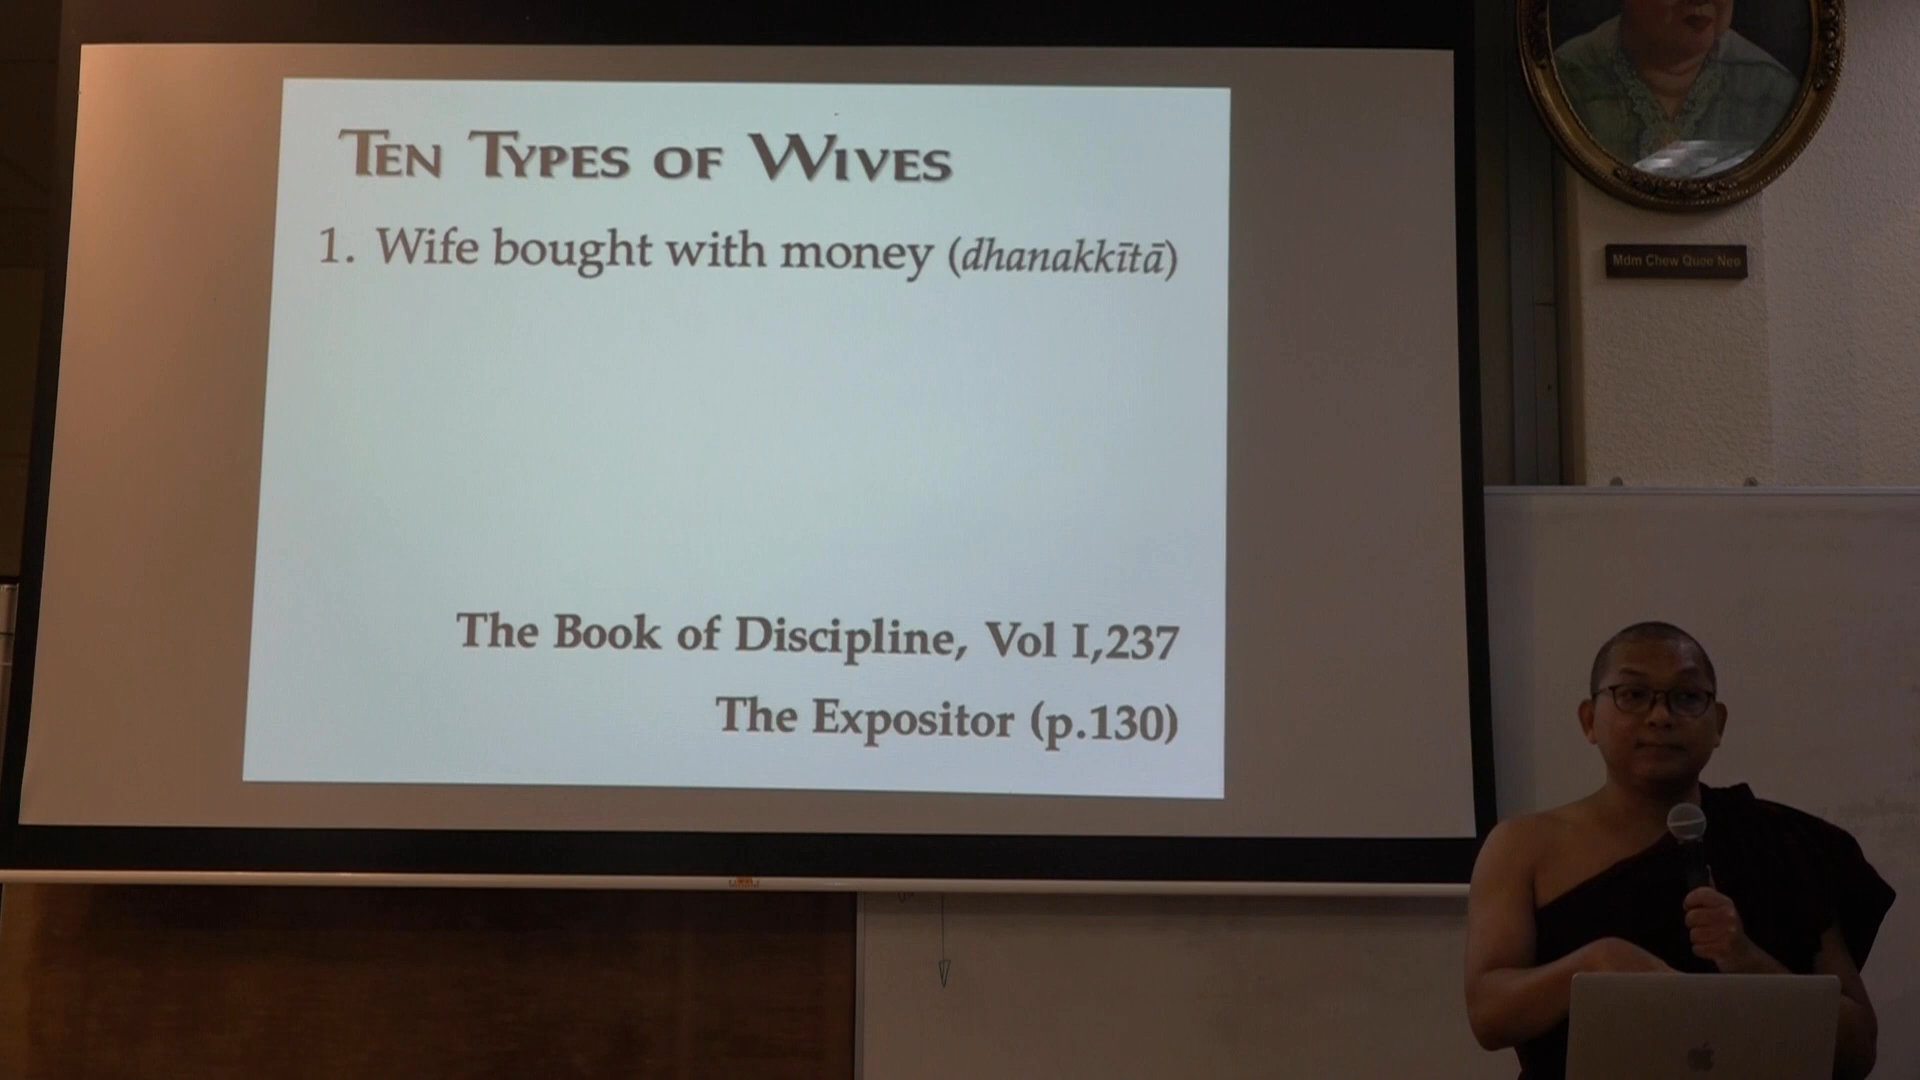 Ten Types of Wives
1. Wife bought with money (dhanakkītā)
The Book of Discipline, Vol I,237
The Expositor (p.130)
Mdm Chew Quee Neo